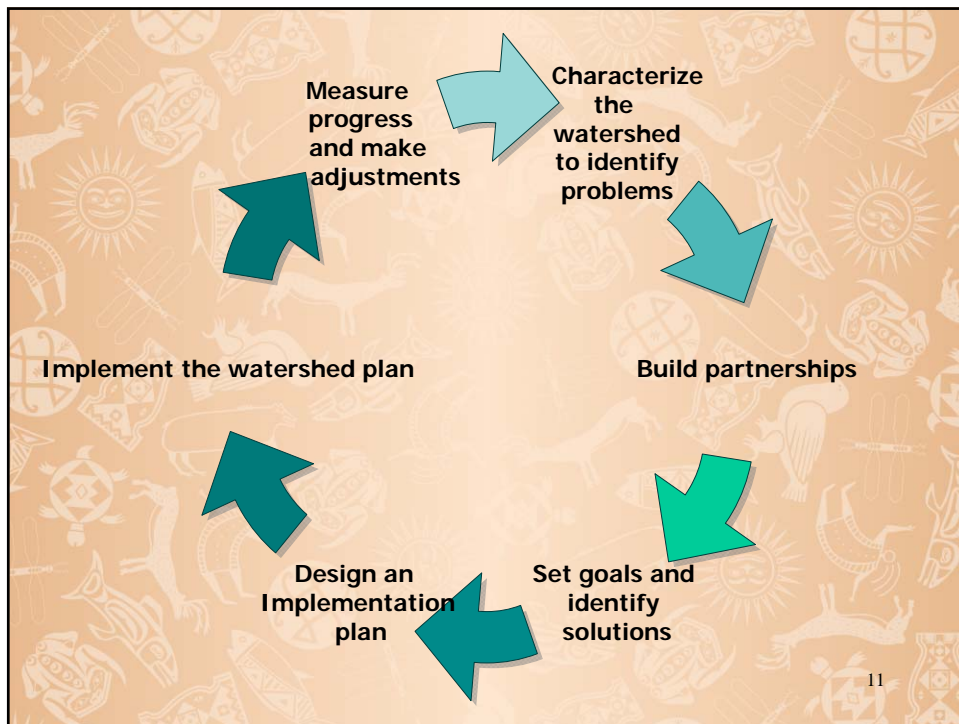 Measure
progress
and make
adjustments
Characterize
the
watershed
to identify
problems
Build partnerships
Set goals and
identify
solutions
Design an
Implementation
plan
Implement the watershed plan
11